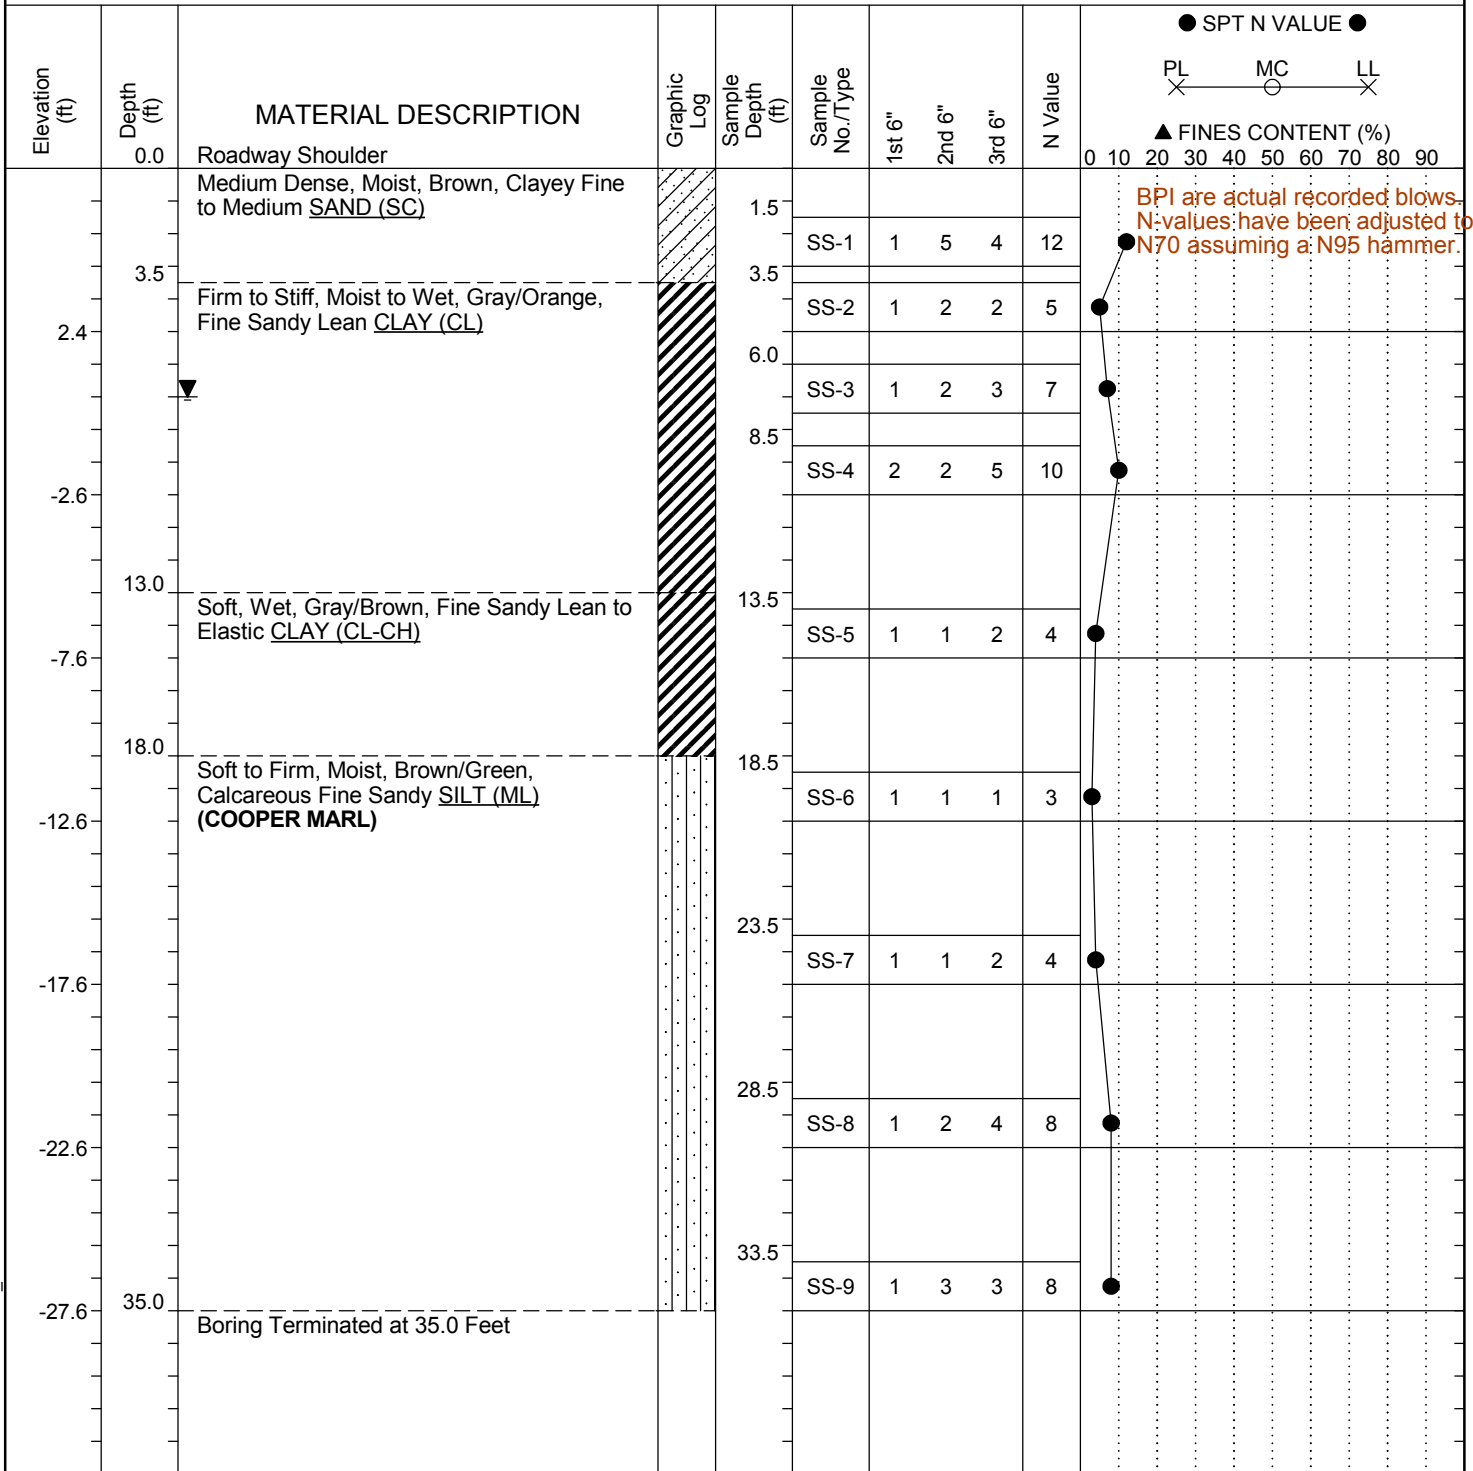 ● SPT N VALUE ●
PL MC LL
▲ FINES CONTENT (%)
0 10 20 30 40 50 60 70 80 90
Elevation (ft)
Depth (ft)
MATERIAL DESCRIPTION
Graphic Log
Sample Depth (ft)
Sample No./Type
1st 6"
2nd 6"
3rd 6"
N Value
0.0 Roadway Shoulder
Medium Dense, Moist, Brown, Clayey Fine
to Medium SAND (SC)
BPI are actual recorded blows.
N-values have been adjusted to
N70 assuming a N95 hammer.
1.5
SS-1 1 5 4 12
3.5 3.5
Firm to Stiff, Moist to Wet, Gray/Orange,
Fine Sandy Lean CLAY (CL)
SS-2 1 2 2 5
2.4
6.0
SS-3 1 2 3 7
8.5
SS-4 2 2 5 10
-2.6
13.0 13.5
Soft, Wet, Gray/Brown, Fine Sandy Lean to
Elastic CLAY (CL-CH)
SS-5 1 1 2 4
-7.6
18.0 18.5
Soft to Firm, Moist, Brown/Green,
Calcareous Fine Sandy SILT (ML)
(COOPER MARL)
SS-6 1 1 1 3
-12.6
23.5
SS-7 1 1 2 4
-17.6
28.5
SS-8 1 2 4 8
-22.6
33.5
SS-9 1 3 3 8
-27.6 35.0
Boring Terminated at 35.0 Feet